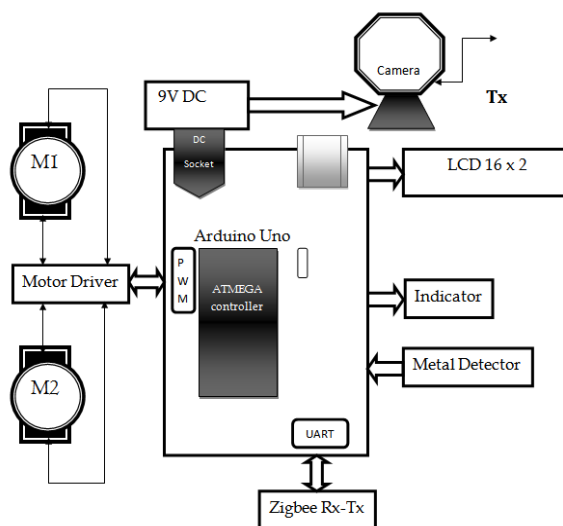 Camera
Tx
9V DC
DC
Socket
M1
LCD 16 x 2
Arduino Uno
P
W
M
ATMEGA
controller
Motor Driver
Indicator
Metal Detector
M2
UART
Zigbee Rx-Tx